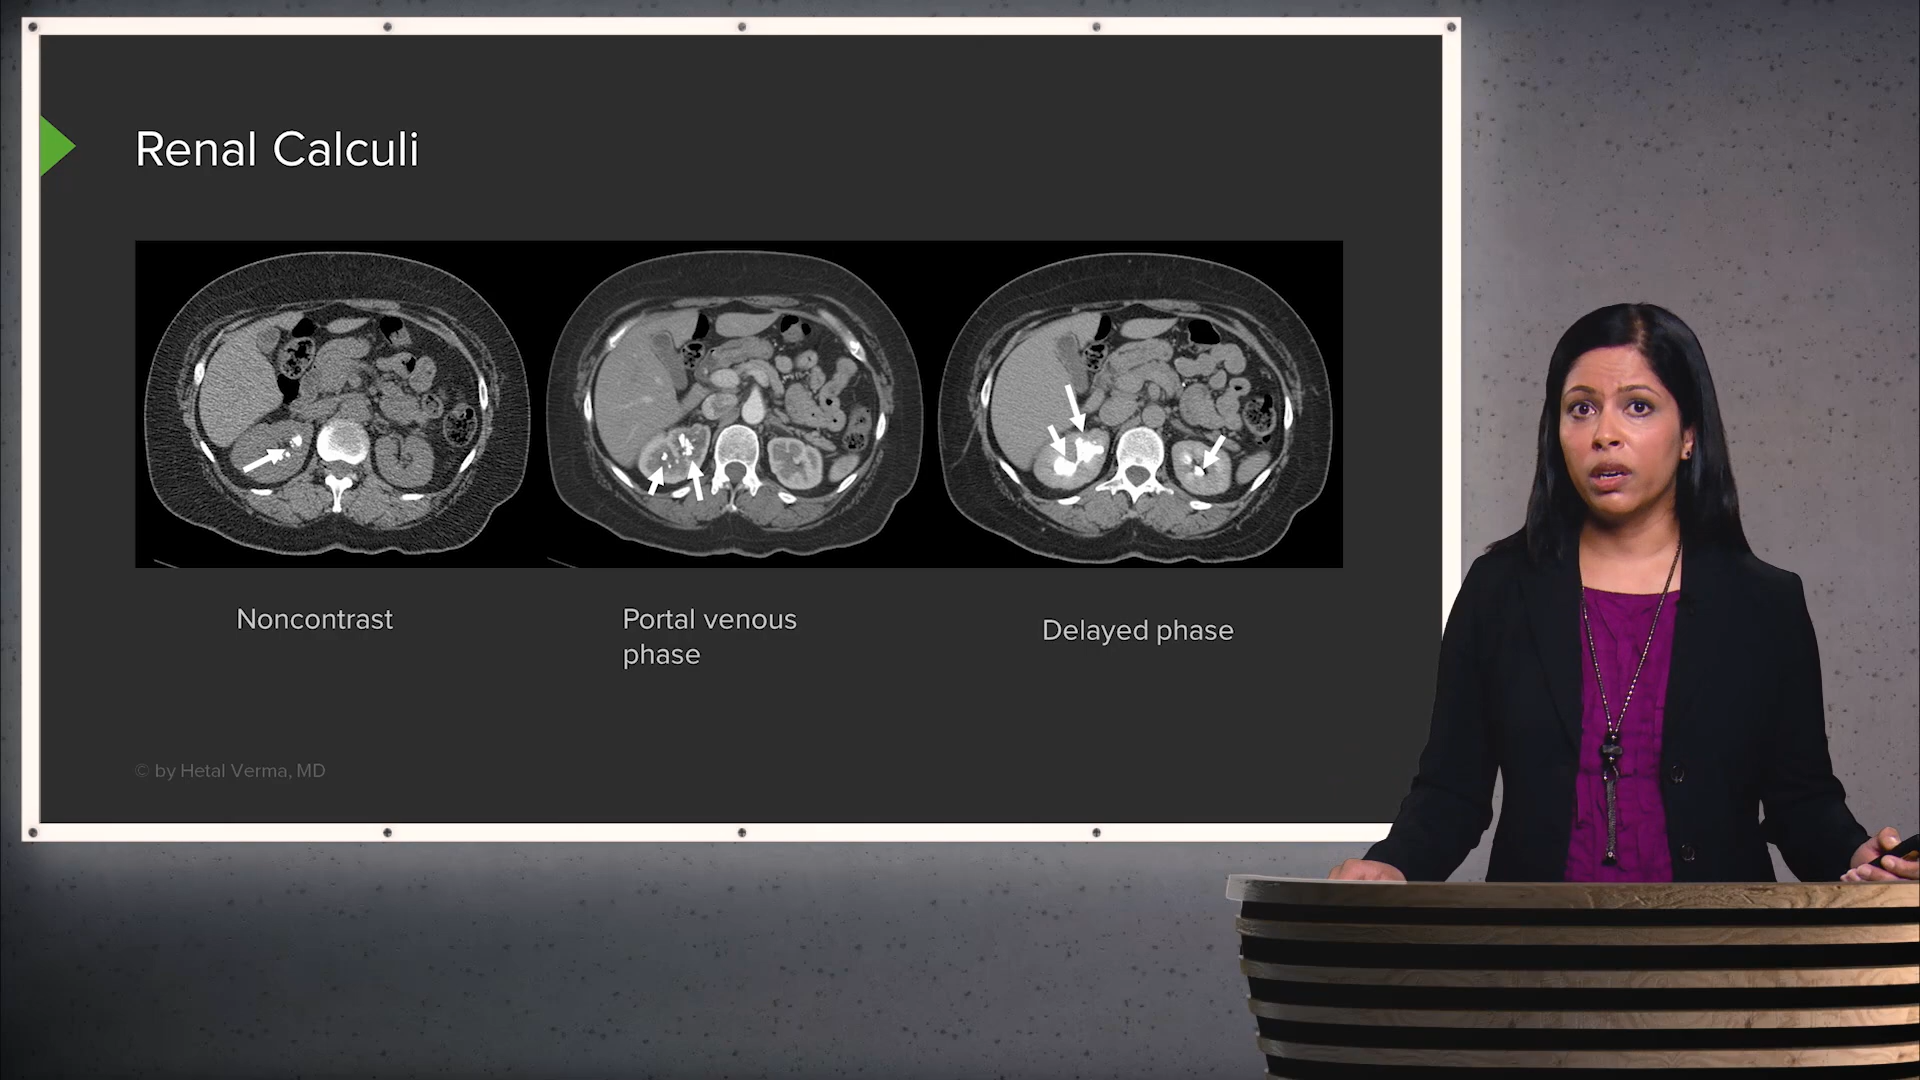 Renal Calculi
Noncontrast
Portal venous
phase
Delayed phase
© by Hetal Verma, MD